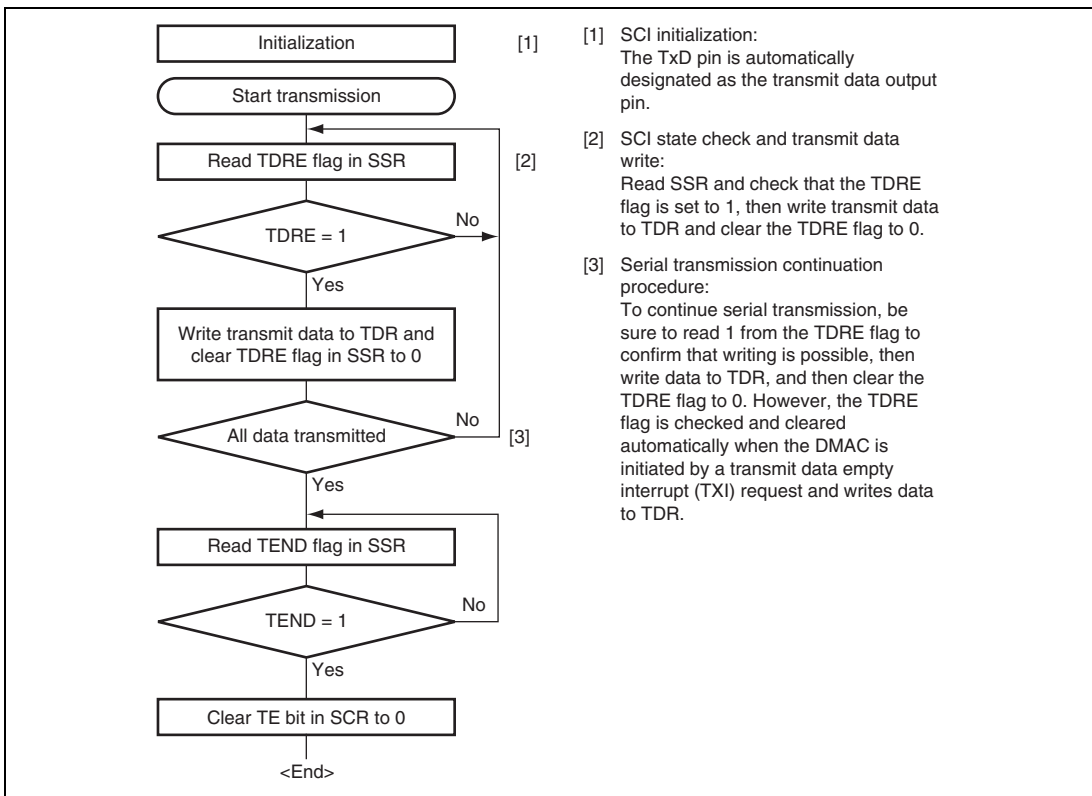 Initialization
[1]
Start transmission
Read TDRE flag in SSR
[2]
TDRE = 1
No
Yes
Write transmit data to TDR and
clear TDRE flag in SSR to 0
All data transmitted
No
[3]
Yes
Read TEND flag in SSR
TEND = 1
No
Yes
Clear TE bit in SCR to 0
<End>
[1] SCI initialization:
The TxD pin is automatically
designated as the transmit data output
pin.
[2] SCI state check and transmit data
write:
Read SSR and check that the TDRE
flag is set to 1, then write transmit data
to TDR and clear the TDRE flag to 0.
[3] Serial transmission continuation
procedure:
To continue serial transmission, be
sure to read 1 from the TDRE flag to
confirm that writing is possible, then
write data to TDR, and then clear the
TDRE flag to 0. However, the TDRE
flag is checked and cleared
automatically when the DMAC is
initiated by a transmit data empty
interrupt (TXI) request and writes data
to TDR.